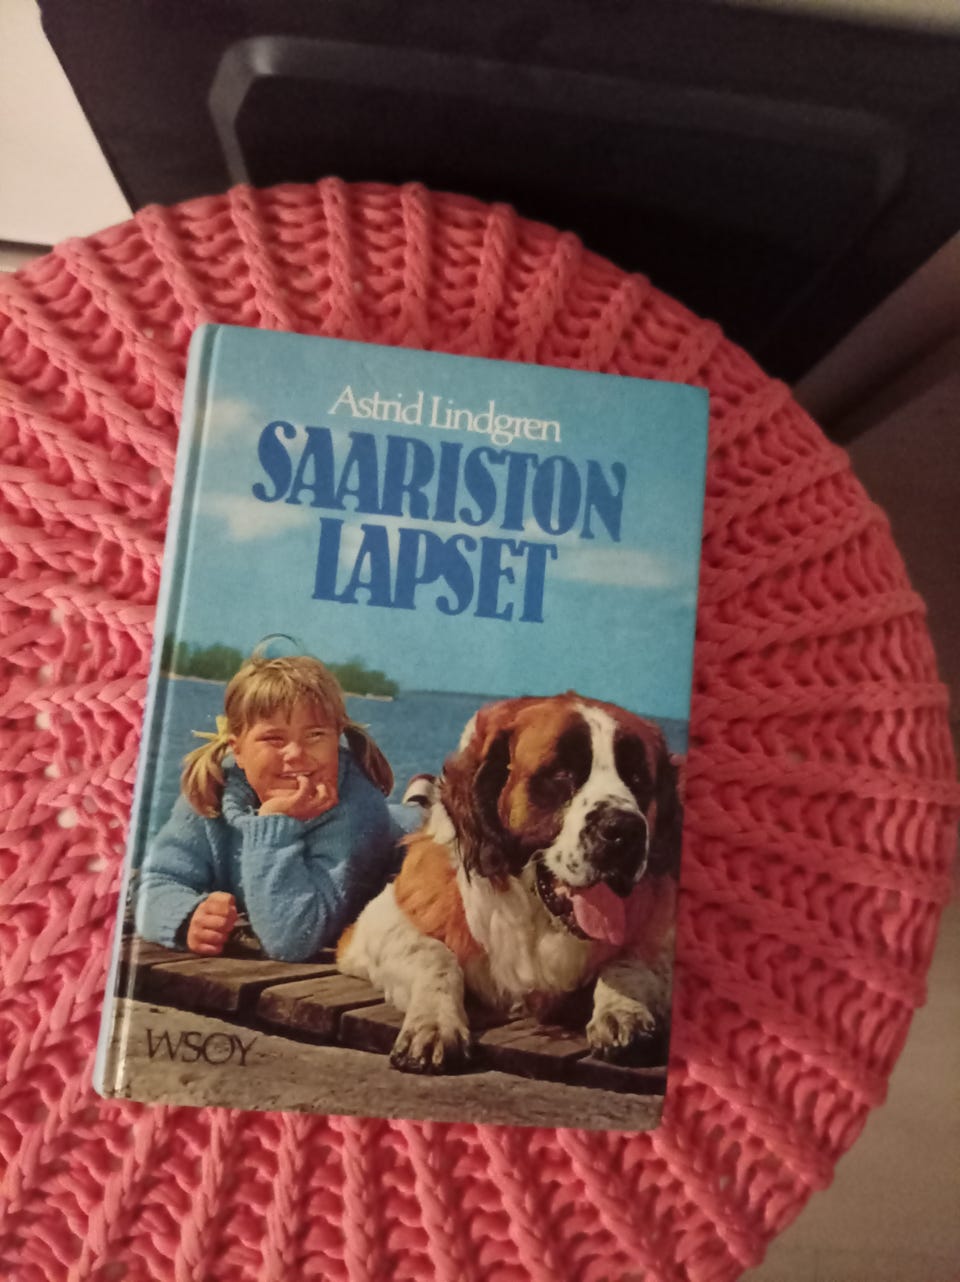 Astrid Lindgren
SAARISTON
LAPSET
WSOY